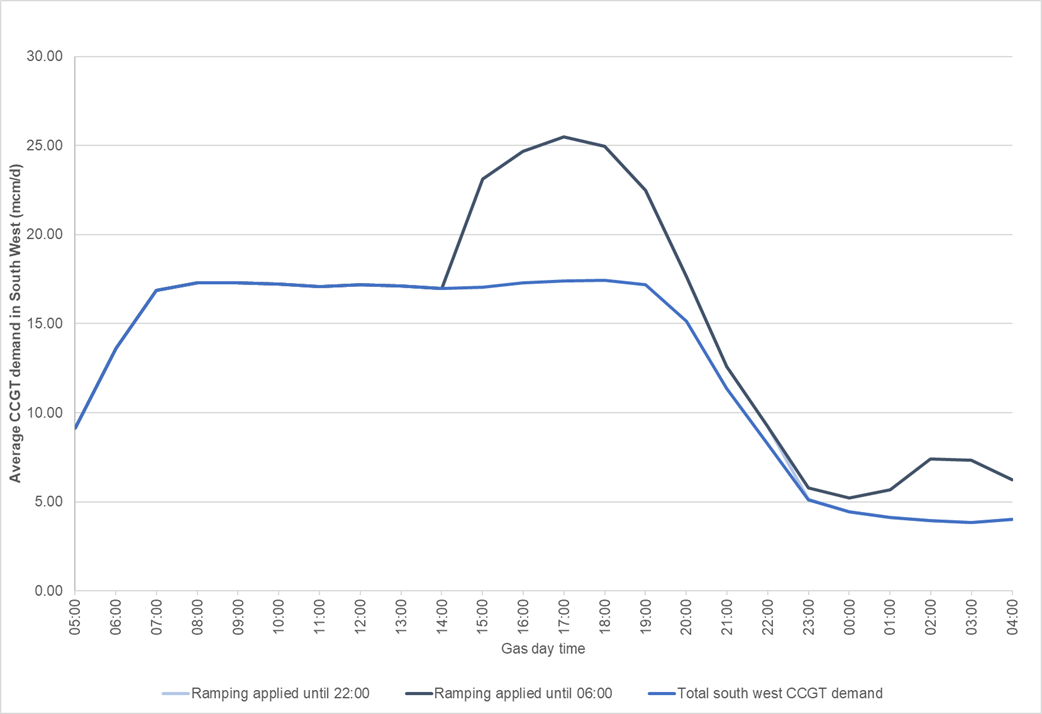 30.00
25.00
20.00
15.00
10.00
5.00
0.00
Average CCGT demand in South West (mcm/d)
05:00 06:00 07:00 08:00 09:00 10:00 11:00 12:00 13:00 14:00 15:00 16:00 17:00 18:00 19:00 20:00 21:00 22:00 23:00 00:00 01:00 02:00 03:00 04:00
Gas day time
Ramping applied until 22:00 Ramping applied until 06:00 Total south west CCGT demand